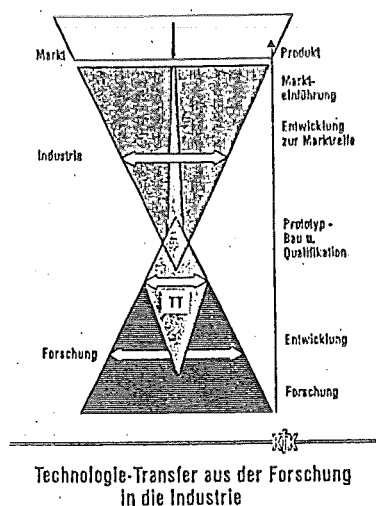 Markt
Produkt
Markt-
einführung
Entwicklung
zur Marktreife
Industrie
Prototyp-
Bau u.
Qualifikation
TT
Entwicklung
Forschung
Forschung
KfK
Technologie-Transfer aus der Forschung
in die Industrie